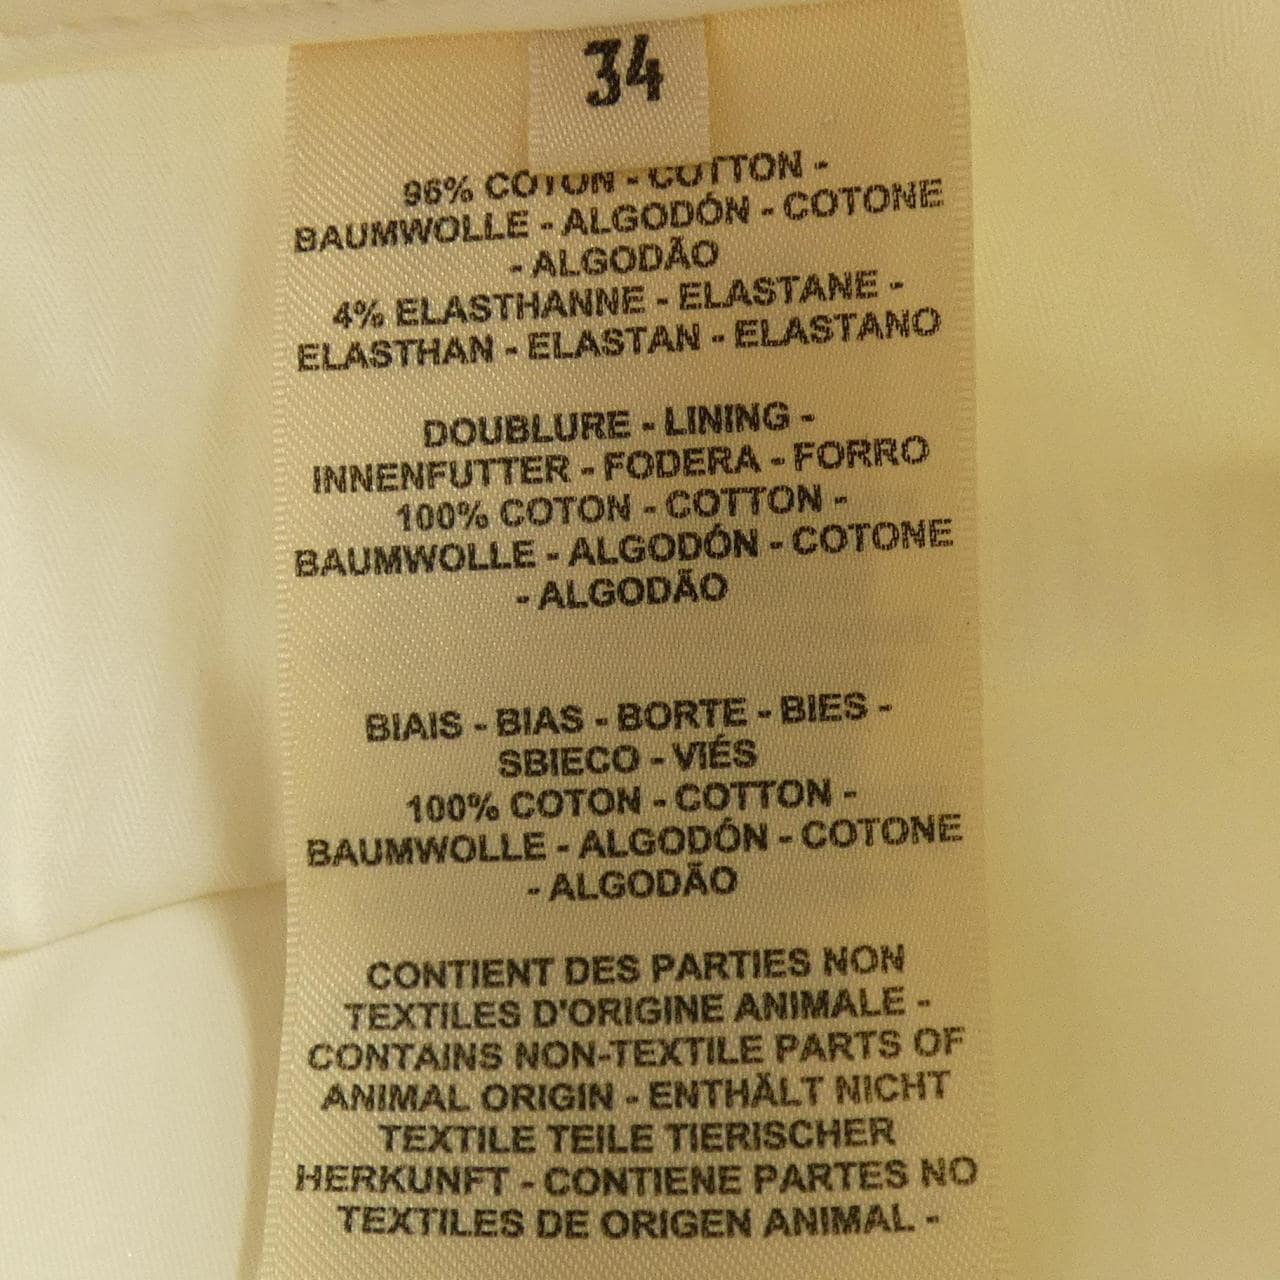 34
96% COTON - COTTON -
BAUMWOLLE - ALGODÓN - COTONE
- ALGODÃO
4% ELASTHANNE - ELASTANE -
ELASTHAN - ELASTAN - ELASTANO
DOUBLURE - LINING -
INNENFUTTER - FODERA - FORRO
100% COTON - COTTON -
BAUMWOLLE - ALGODÓN - COTONE
- ALGODÃO
BIAIS - BIAS - BORTE - BIES -
SBIECO - VIÉS
100% COTON - COTTON -
BAUMWOLLE - ALGODÓN - COTONE
- ALGODÃO
CONTIENT DES PARTIES NON
TEXTILES D'ORIGINE ANIMALE -
CONTAINS NON-TEXTILE PARTS OF
ANIMAL ORIGIN - ENTHÄLT NICHT
TEXTILE TEILE TIERISCHER
HERKUNFT - CONTIENE PARTES NO
TEXTILES DE ORIGEN ANIMAL -